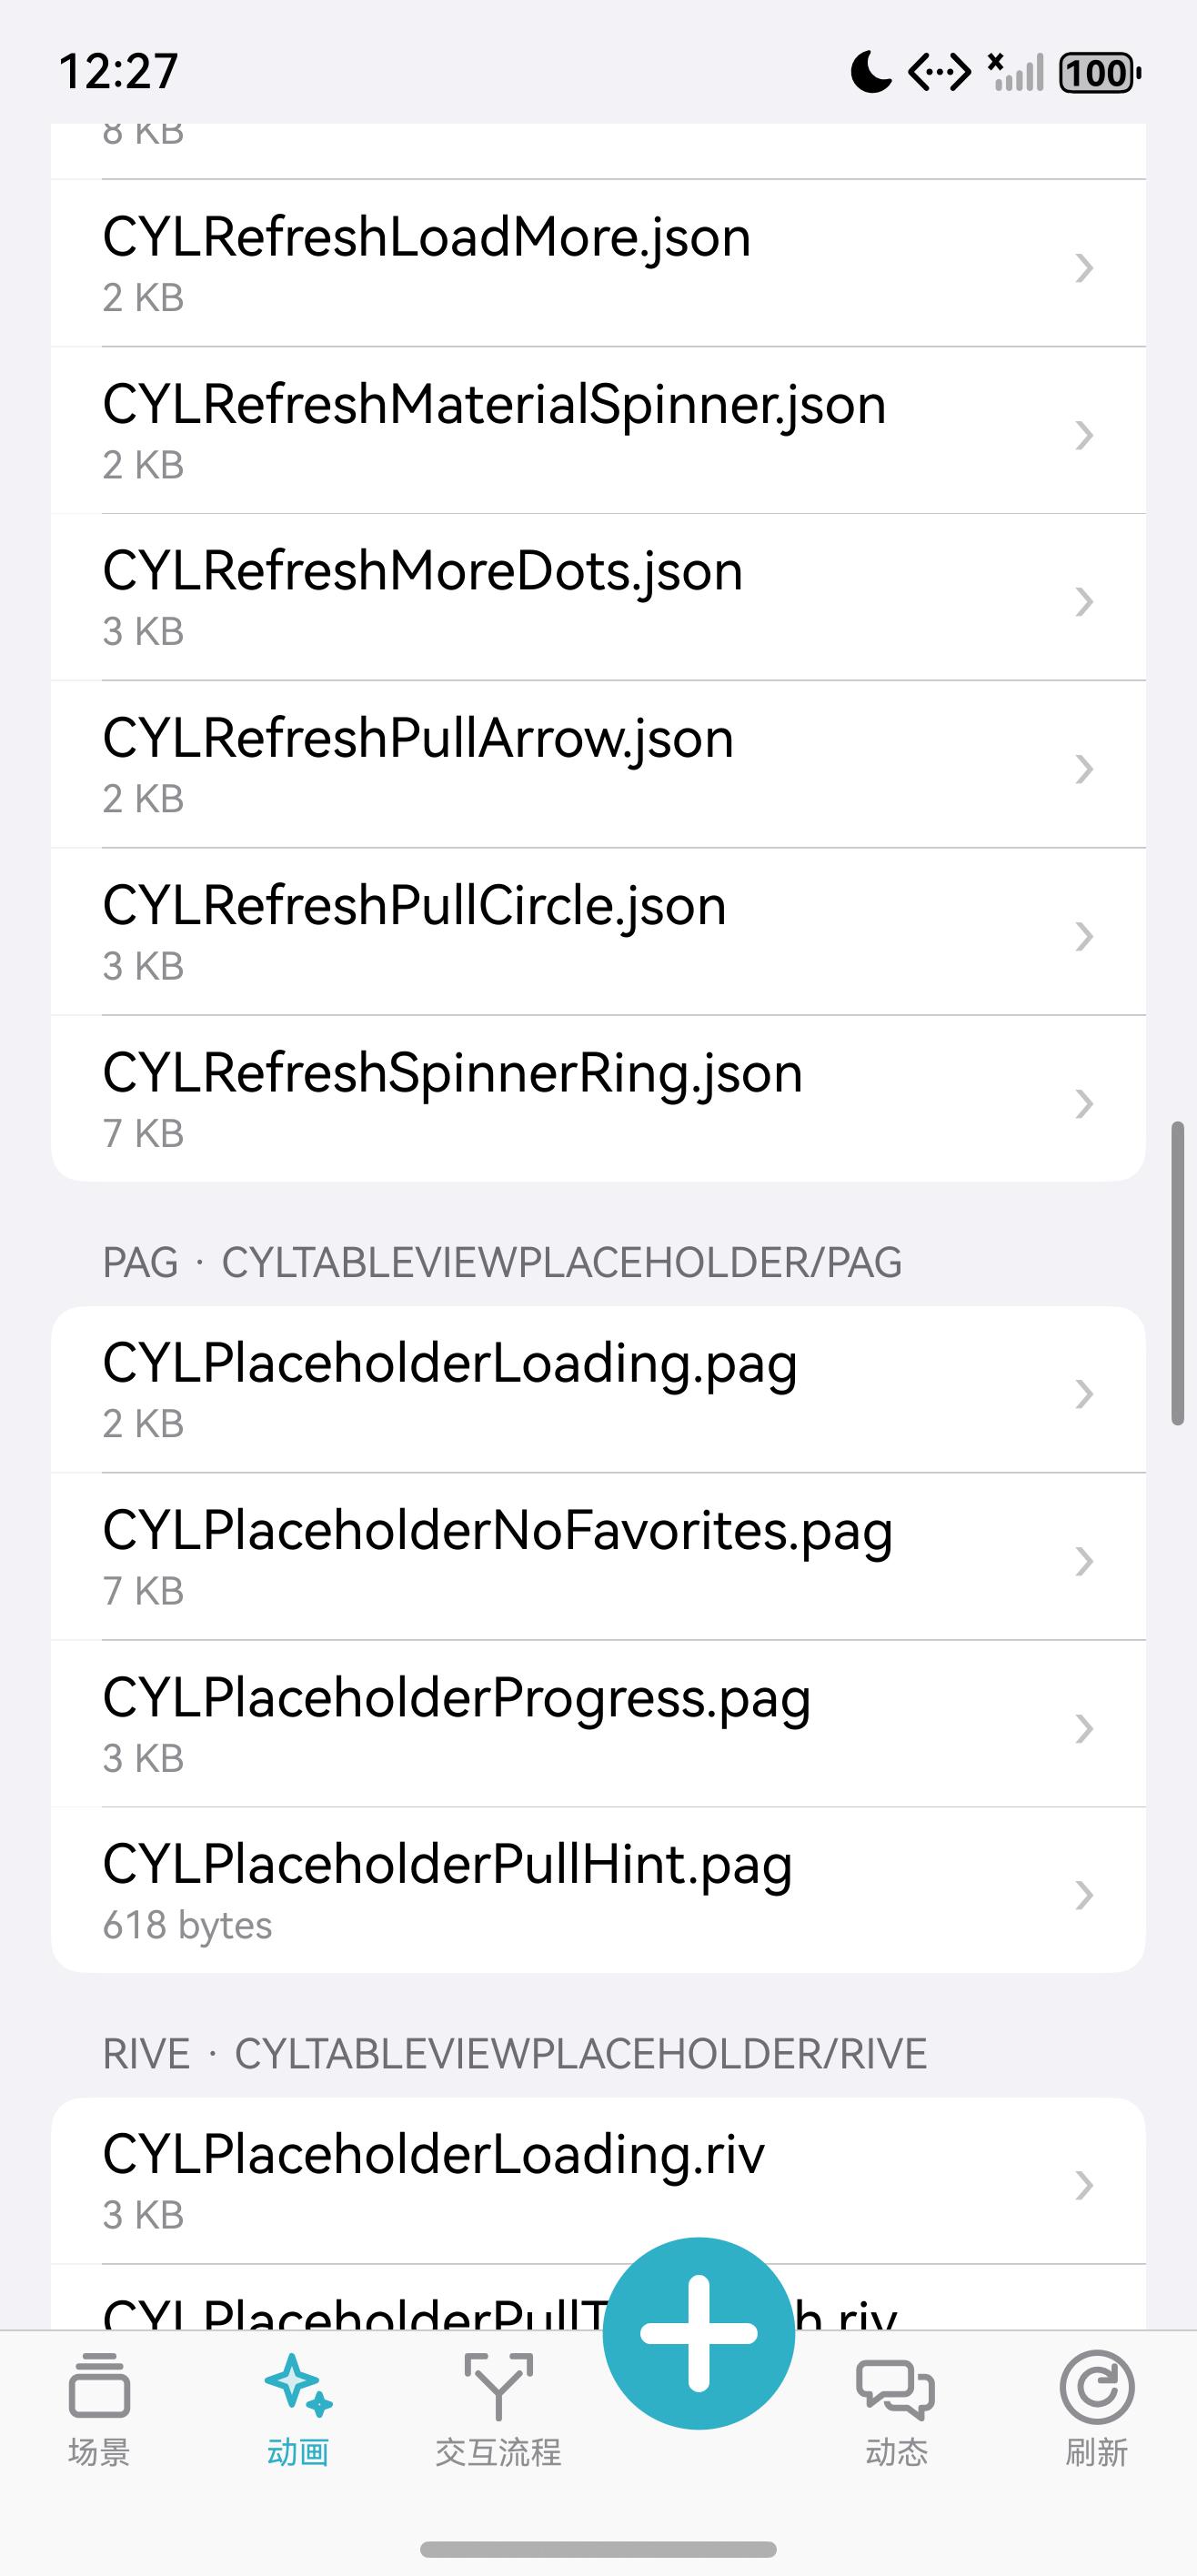 12:27
100
8 KB
CYLRefreshLoadMore.json
2 KB
CYLRefreshMaterialSpinner.json
2 KB
CYLRefreshMoreDots.json
3 KB
CYLRefreshPullArrow.json
2 KB
CYLRefreshPullCircle.json
3 KB
CYLRefreshSpinnerRing.json
7 KB
PAG · CYLTABLEVIEWPLACEHOLDER/PAG
CYLPlaceholderLoading.pag
2 KB
CYLPlaceholderNoFavorites.pag
7 KB
CYLPlaceholderProgress.pag
3 KB
CYLPlaceholderPullHint.pag
618 bytes
RIVE · CYLTABLEVIEWPLACEHOLDER/RIVE
CYLPlaceholderLoading.riv
3 KB
场景
动画
交互流程
动态
刷新